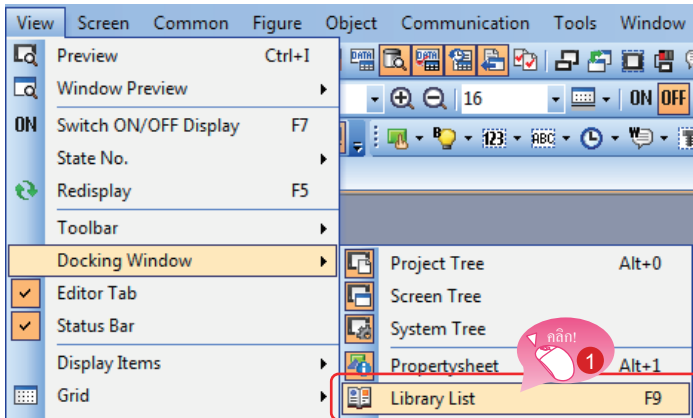 View Screen Common Figure Object Communication Tools Window
Preview Ctrl+I
Window Preview
16 ON OFF
ON Switch ON/OFF Display F7
State No.
Redisplay F5
Toolbar
Docking Window
Project Tree Alt+0
Editor Tab
Screen Tree
Status Bar
System Tree
คลิก!
1
Display Items
Propertysheet Alt+1
Grid
Library List F9